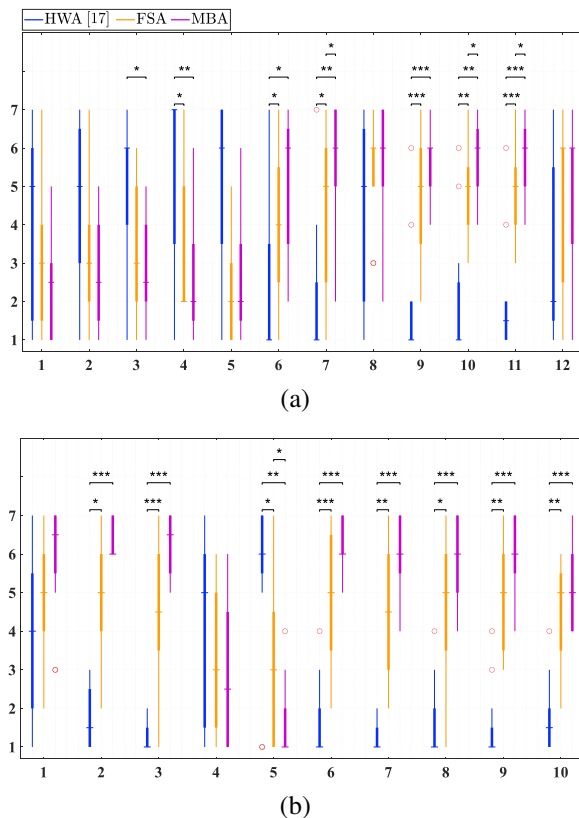 HWA [17] FSA MBA
* ** * ** * *** ** ***
* * * *** ** ***
* * *
7
6
5
4
3
2
1
1 2 3 4 5 6 7 8 9 10 11 12
(a)
*
*** *** ** *** *** *** *** ***
* *** * *** ** * ** **
7
6
5
4
3
2
1
1 2 3 4 5 6 7 8 9 10
(b)